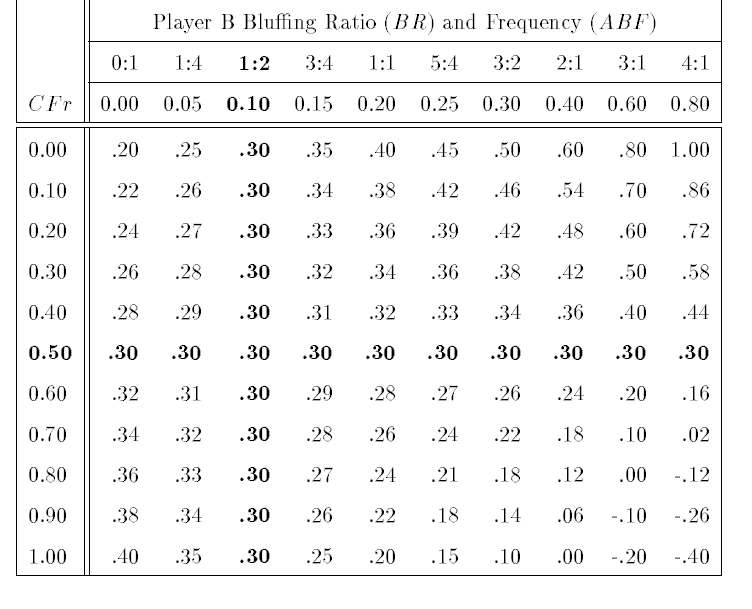 Player B Bluffing Ratio (BR) and Frequency (ABF)
0:1 1:4 1:2 3:4 1:1 5:4 3:2 2:1 3:1 4:1
CFr 0.00 0.05 0.10 0.15 0.20 0.25 0.30 0.40 0.60 0.80
0.00 .20 .25 .30 .35 .40 .45 .50 .60 .80 1.00
0.10 .22 .26 .30 .34 .38 .42 .46 .54 .70 .86
0.20 .24 .27 .30 .33 .36 .39 .42 .48 .60 .72
0.30 .26 .28 .30 .32 .34 .36 .38 .42 .50 .58
0.40 .28 .29 .30 .31 .32 .33 .34 .36 .40 .44
0.50 .30 .30 .30 .30 .30 .30 .30 .30 .30 .30
0.60 .32 .31 .30 .29 .28 .27 .26 .24 .20 .16
0.70 .34 .32 .30 .28 .26 .24 .22 .18 .10 .02
0.80 .36 .33 .30 .27 .24 .21 .18 .12 .00 -.12
0.90 .38 .34 .30 .26 .22 .18 .14 .06 -.10 -.26
1.00 .40 .35 .30 .25 .20 .15 .10 .00 -.20 -.40